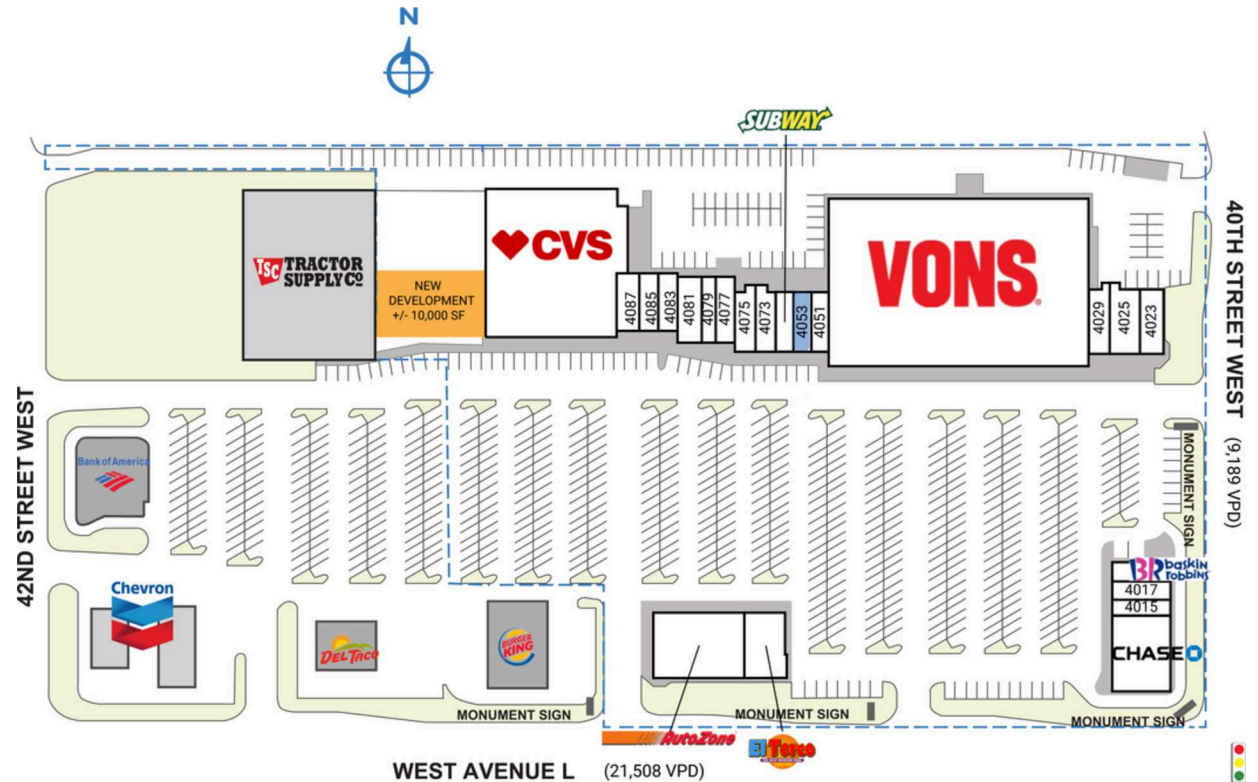 N
SUBWAY
TSC TRACTOR
SUPPLY CO
NEW
DEVELOPMENT
+/- 10,000 SF
CVS
4087
4085
4083
4081
4079
4077
4075
4073
4053
4051
VONS
4029
4025
4023
40TH STREET WEST (9,189 VPD)
42ND STREET WEST
Bank of America
Chevron
DEL TACO
BURGER
KING
MONUMENT SIGN
BR baskin
robbins
4017
4015
CHASE
MONUMENT SIGN
MONUMENT SIGN
MONUMENT SIGN
AutoZone
El Torito
WEST AVENUE L (21,508 VPD)